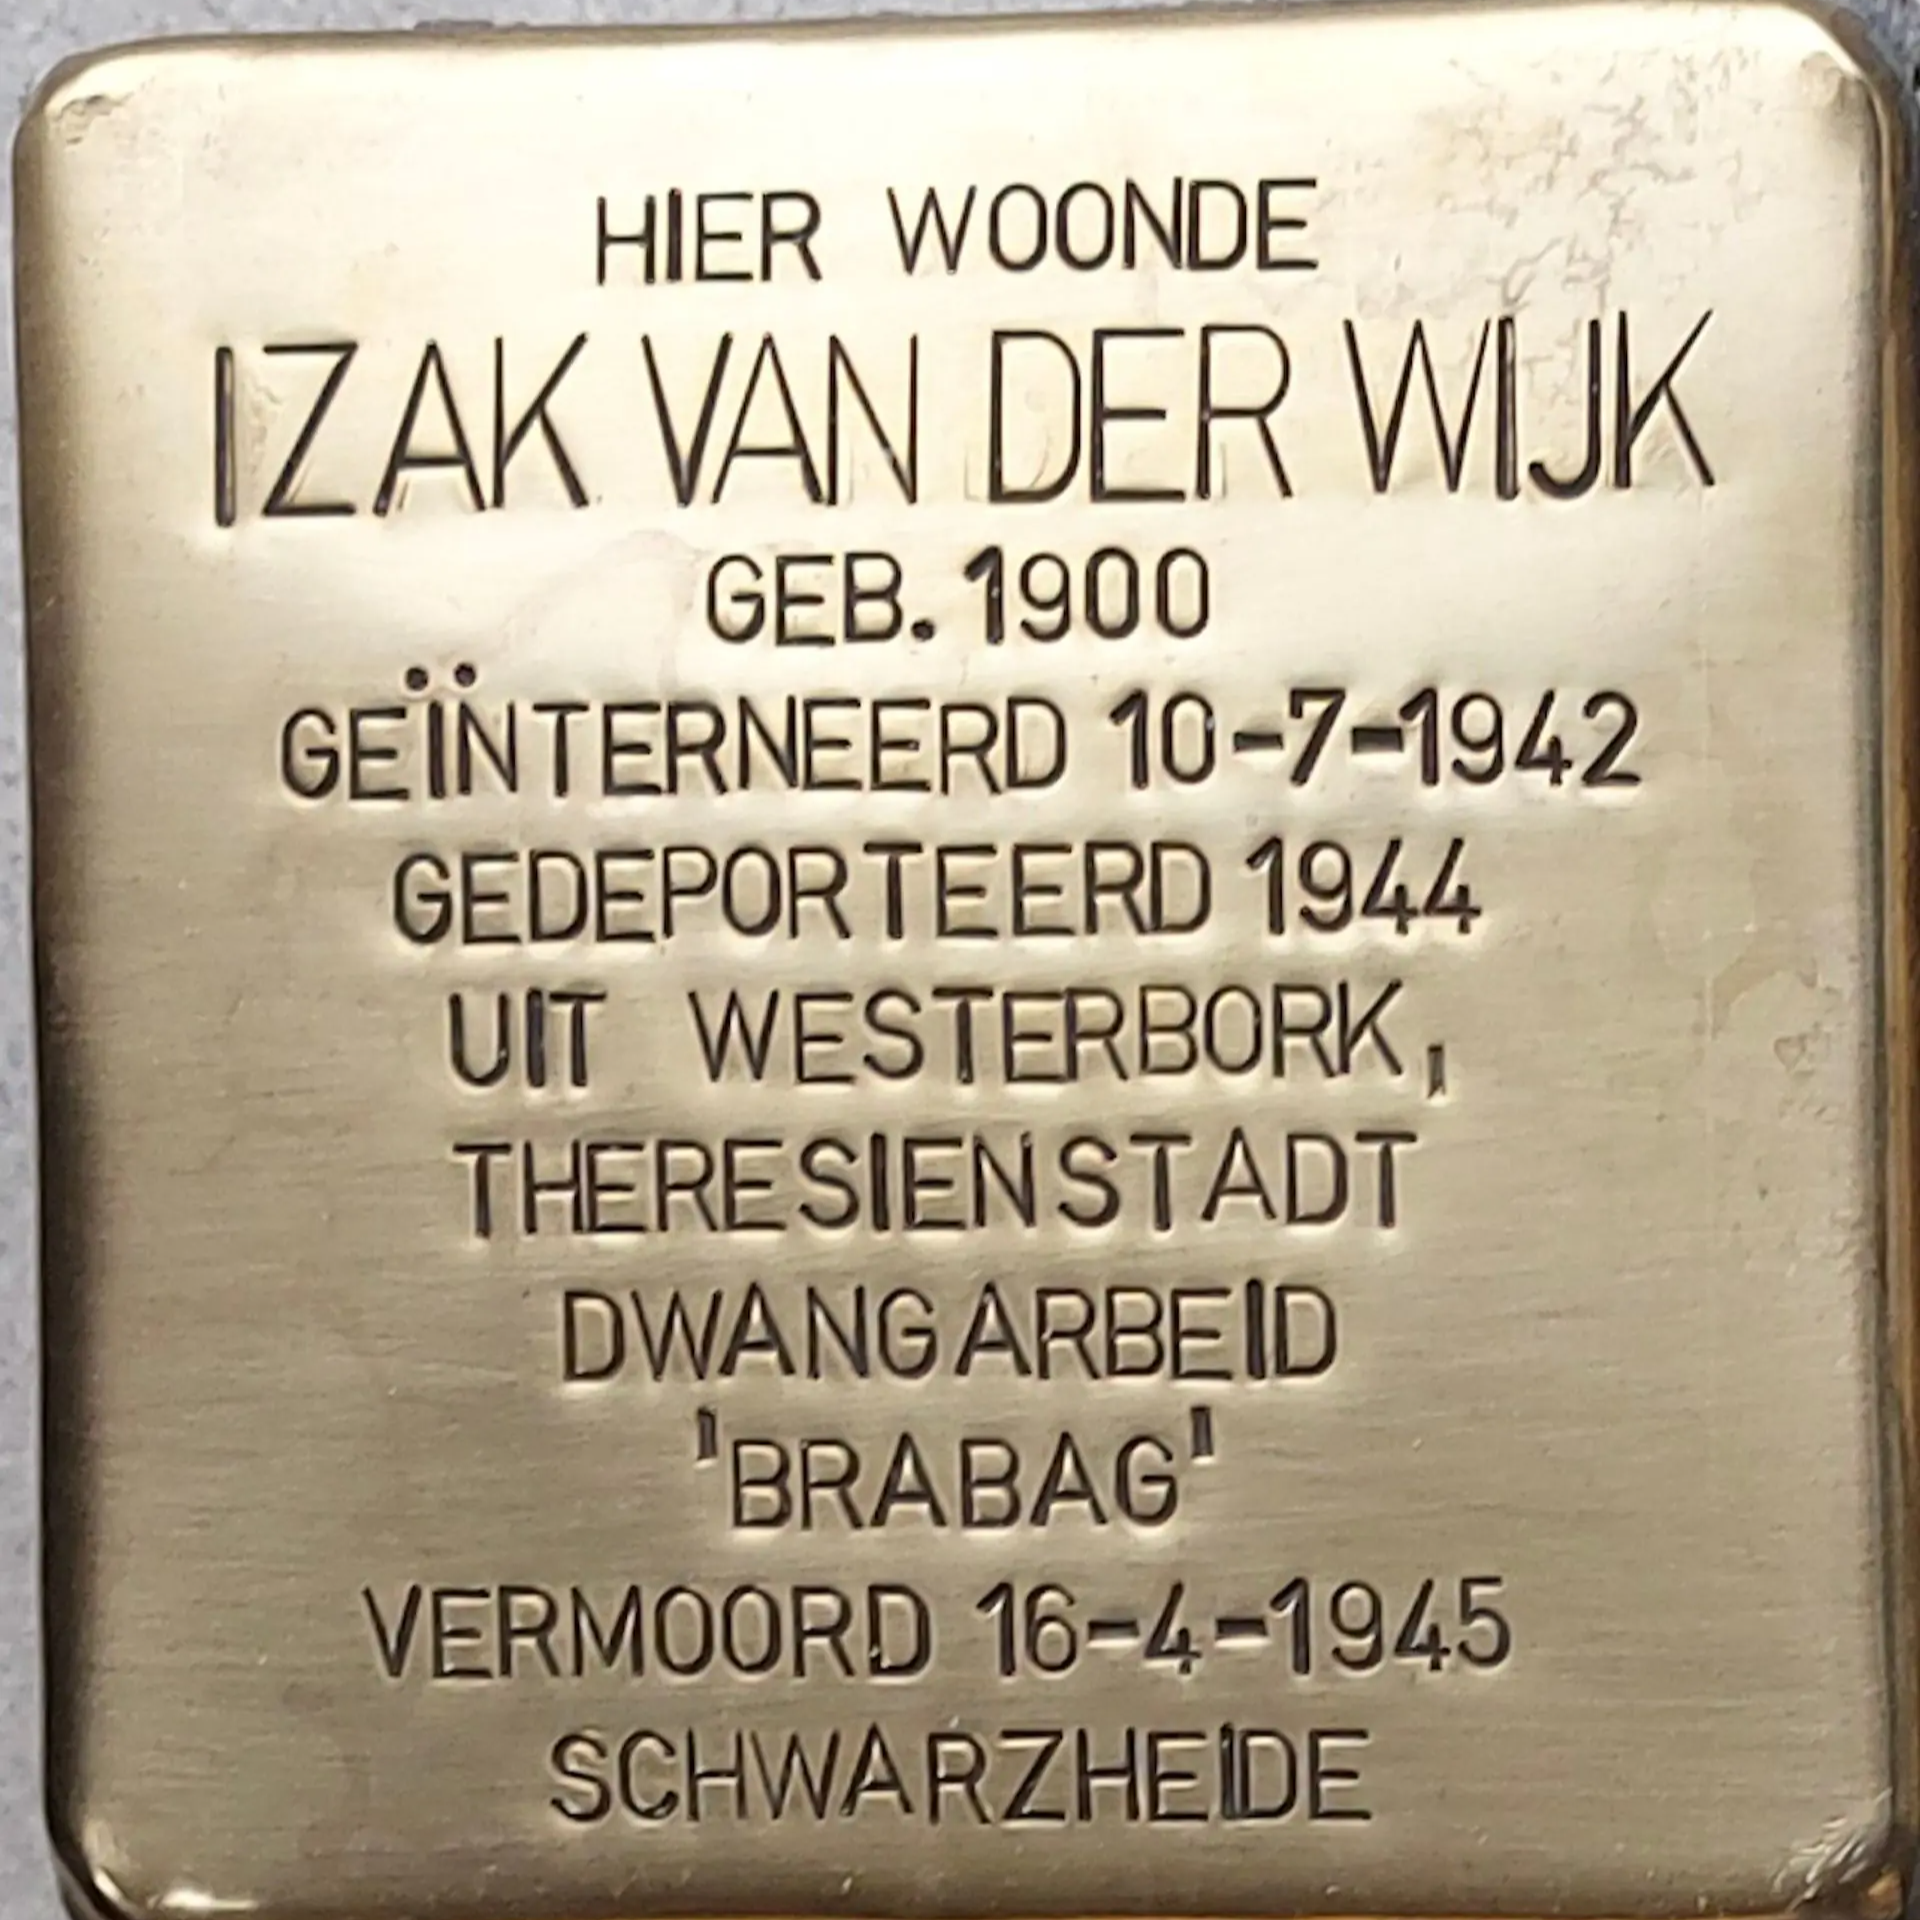 HIER WOONDE
IZAK VAN DER WIJK
GEB. 1900
GEÏNTERNEERD 10-7-1942
GEDEPORTEERD 1944
UIT WESTERBORK,
THERESIENSTADT
DWANGARBEID
'BRABAG'
VERMOORD 16-4-1945
SCHWARZHEIDE